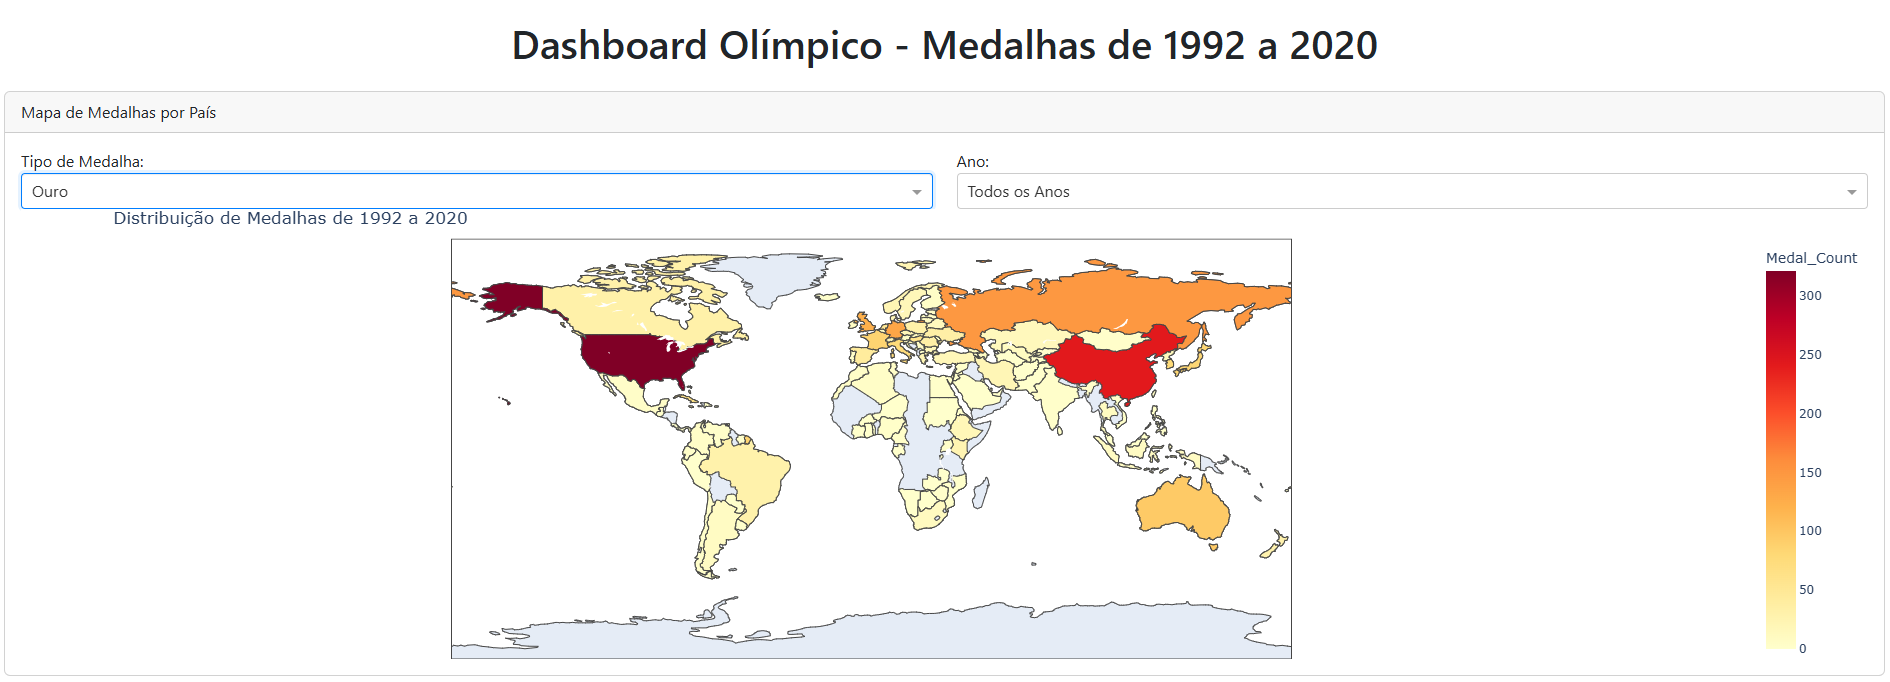 Dashboard Olímpico - Medalhas de 1992 a 2020
Mapa de Medalhas por País
Tipo de Medalha:
Ouro
Ano:
Todos os Anos
Distribuição de Medalhas de 1992 a 2020
Medal_Count
300
250
200
150
100
50
0